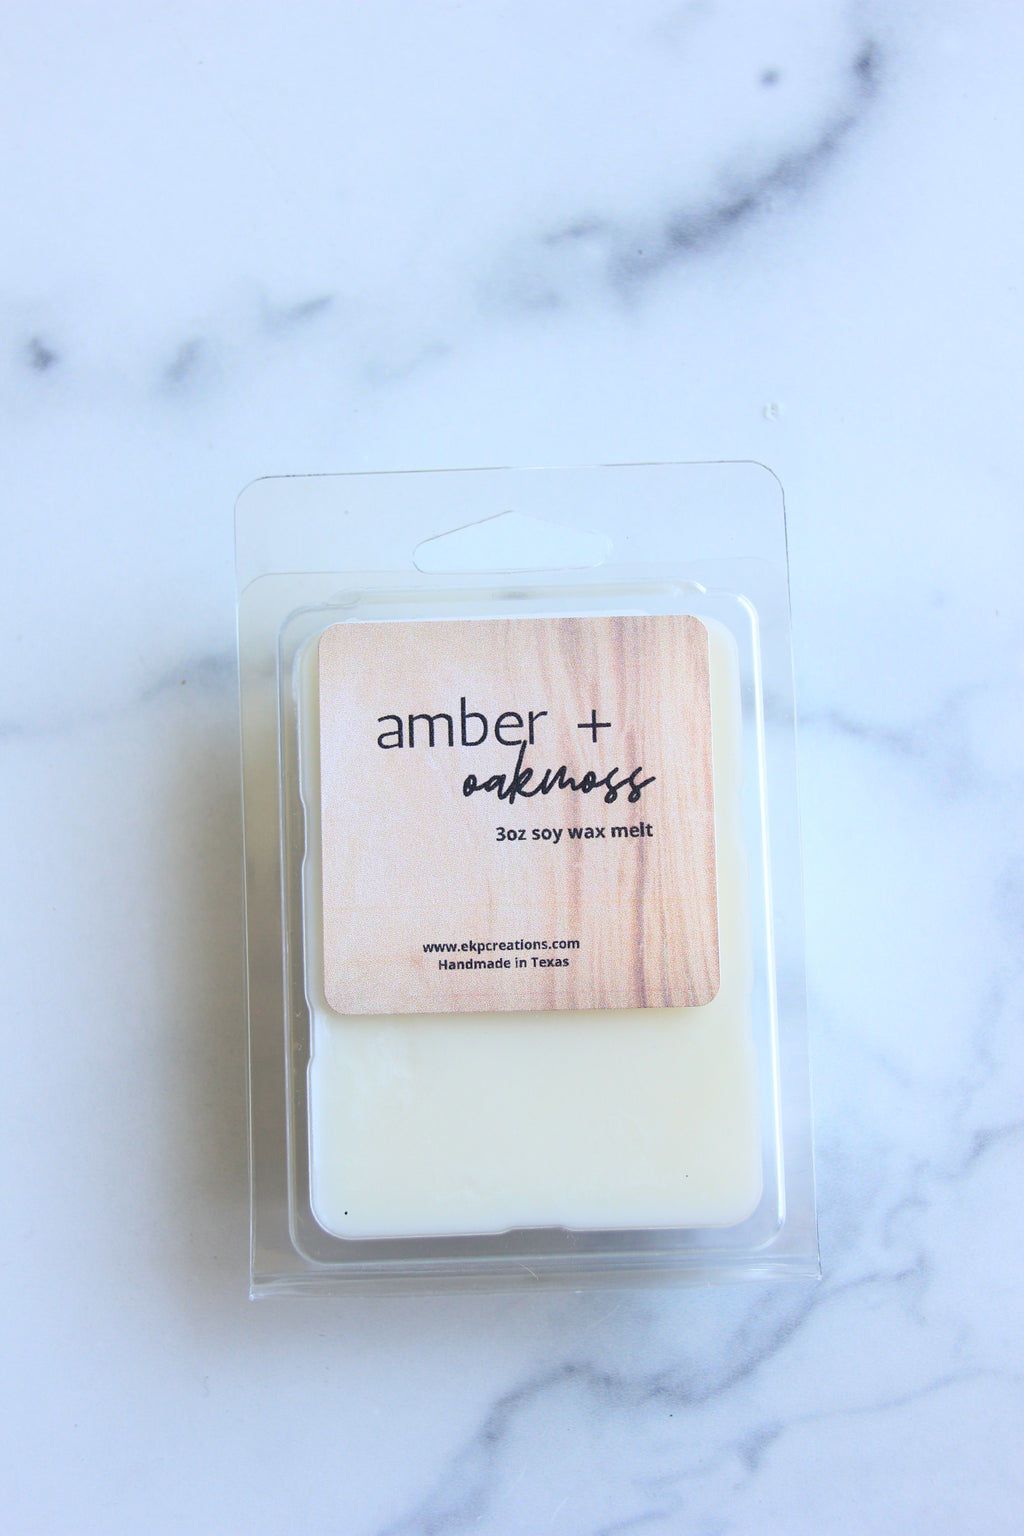 amber +
oakmoss
3oz soy wax melt
www.ekpcreations.com
Handmade in Texas